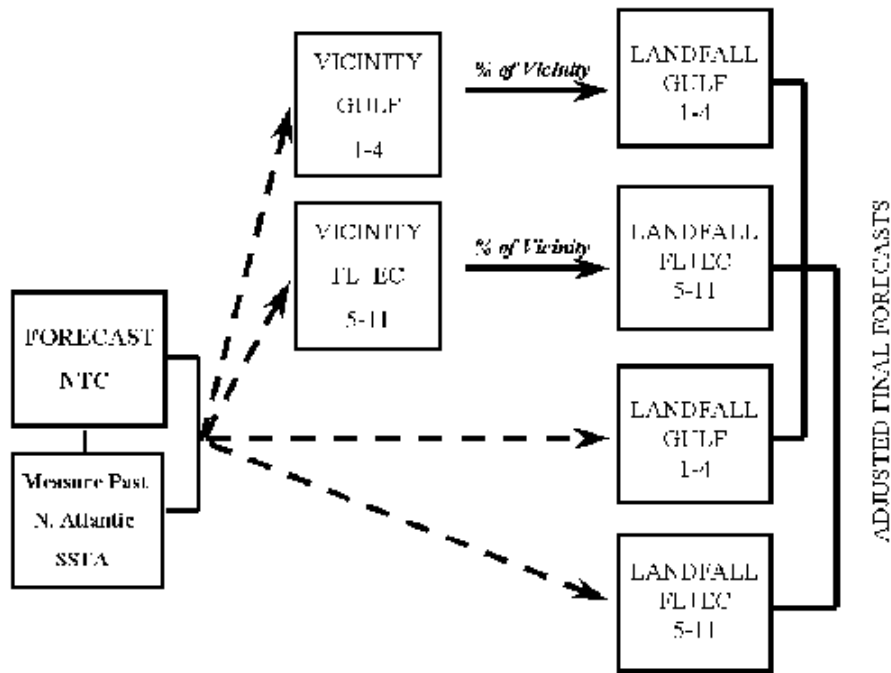 VICINITY
GULF
1-4
% of Vicinity
LANDFALL
GULF
1-4
VICINITY
FL+EC
5-11
% of Vicinity
LANDFALL
FL+EC
5-11
FORECAST
NTC
Measure Past
N. Atlantic
SSTA
LANDFALL
GULF
1-4
LANDFALL
FL+EC
5-11
ADJUSTED FINAL FORECASTS